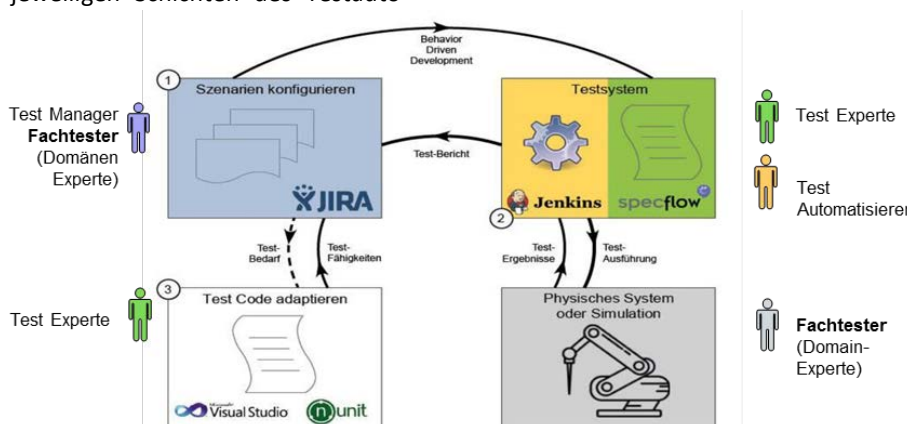 jeweiligen Schichten des Testauto
Behavior
Driven
Development
1
Szenarien konfigurieren
JIRA
Testsystem
Jenkins
specflow
2
Test Manager
Fachtester
(Domänen
Experte)
Test-Bericht
Test Experte
Test
Automatisierer
Test-
Bedarf
Test-
Fähigkeiten
Test-
Ergebnisse
Test-
Ausführung
3
Test Code adaptieren
Visual Studio
nunit
Test Experte
Physisches System
oder Simulation
Fachtester
(Domain-
Experte)